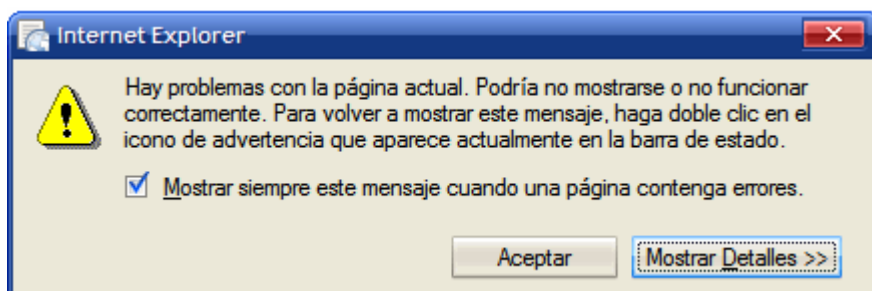 Internet Explorer
Hay problemas con la página actual. Podría no mostrarse o no funcionar
correctamente. Para volver a mostrar este mensaje, haga doble clic en el
icono de advertencia que aparece actualmente en la barra de estado.
Mostrar siempre este mensaje cuando una página contenga errores.
Aceptar Mostrar Detalles >>